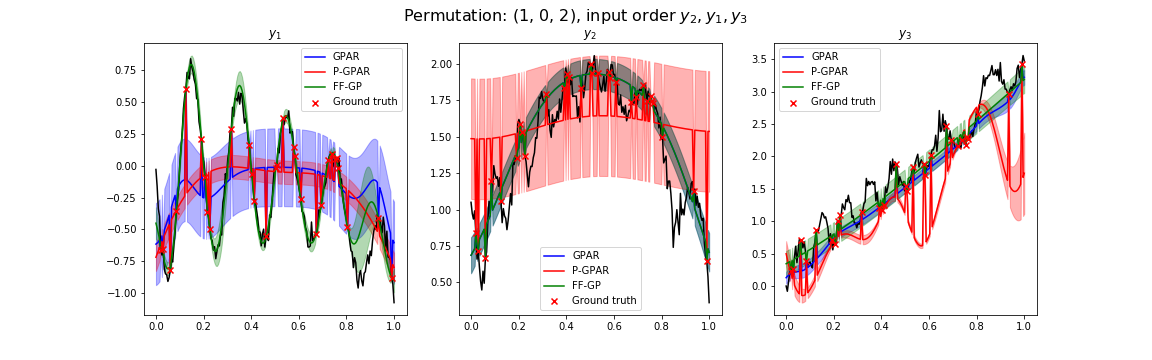 Permutation: (1, 0, 2), input order y₂, y₁, y₃
y₁
y₂
y₃
0.75
0.50
0.25
0.00
−0.25
−0.50
−0.75
−1.00
0.0 0.2 0.4 0.6 0.8 1.0
GPAR
P-GPAR
FF-GP
Ground truth
2.00
1.75
1.50
1.25
1.00
0.75
0.50
0.0 0.2 0.4 0.6 0.8 1.0
GPAR
P-GPAR
FF-GP
Ground truth
3.5
3.0
2.5
2.0
1.5
1.0
0.5
0.0
0.0 0.2 0.4 0.6 0.8 1.0
GPAR
P-GPAR
FF-GP
Ground truth